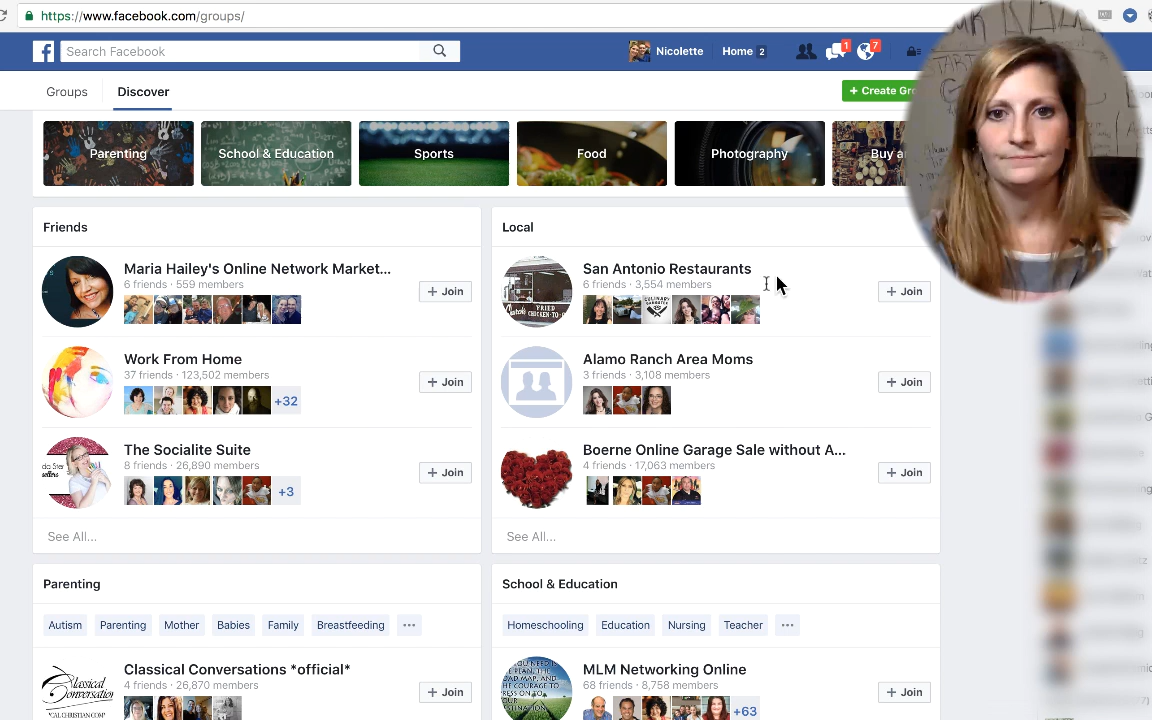 https://www.facebook.com/groups/
Search Facebook
Nicolette
Home 2
1
7
Groups
Discover
+ Create Gro
Parenting
School & Education
Sports
Food
Photography
Buy a
Friends
Maria Hailey's Online Network Market...
6 friends · 559 members
+ Join
Work From Home
37 friends · 123,502 members
+32
+ Join
The Socialite Suite
8 friends · 26,890 members
+3
+ Join
See All...
Local
San Antonio Restaurants
6 friends · 3,554 members
+ Join
Alamo Ranch Area Moms
3 friends · 3,108 members
+ Join
Boerne Online Garage Sale without A...
4 friends · 17,063 members
+ Join
See All...
Parenting
Autism
Parenting
Mother
Babies
Family
Breastfeeding
...
Classical Conversations *official*
4 friends · 26,870 members
+ Join
School & Education
Homeschooling
Education
Nursing
Teacher
...
MLM Networking Online
68 friends · 8,758 members
+63
+ Join